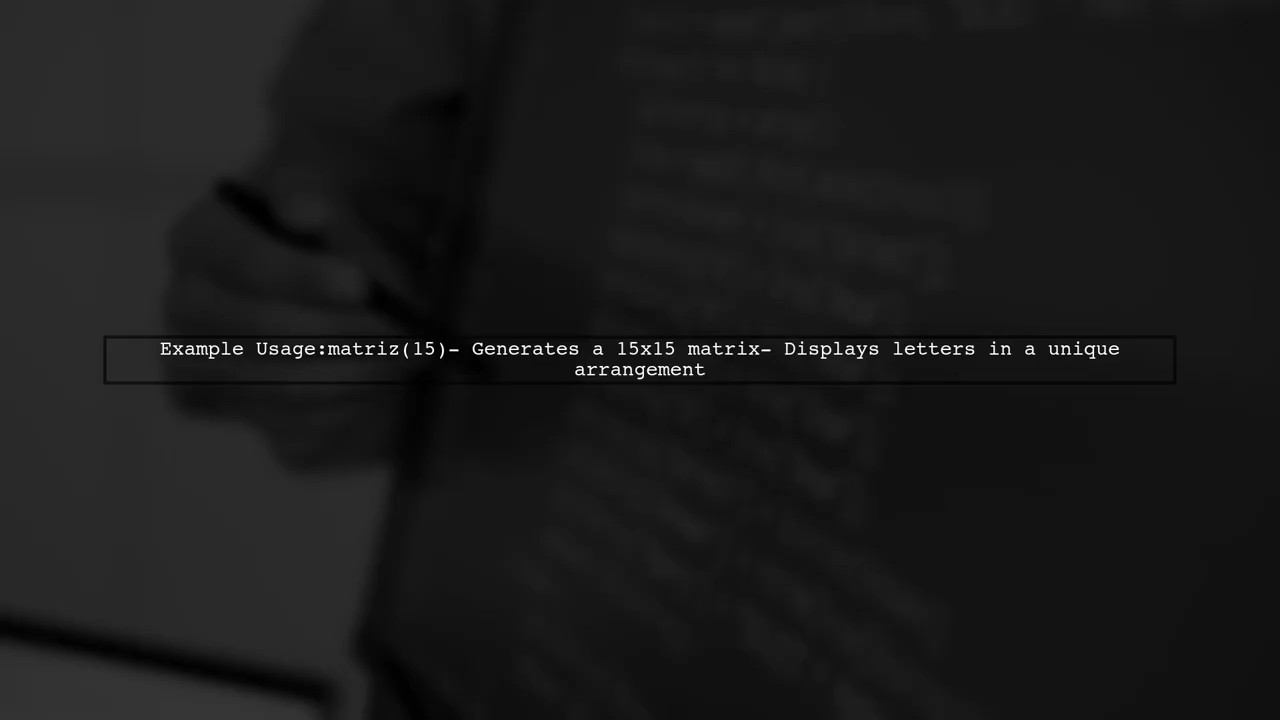 Example Usage:matriz(15)– Generates a 15x15 matrix– Displays letters in a unique
arrangement